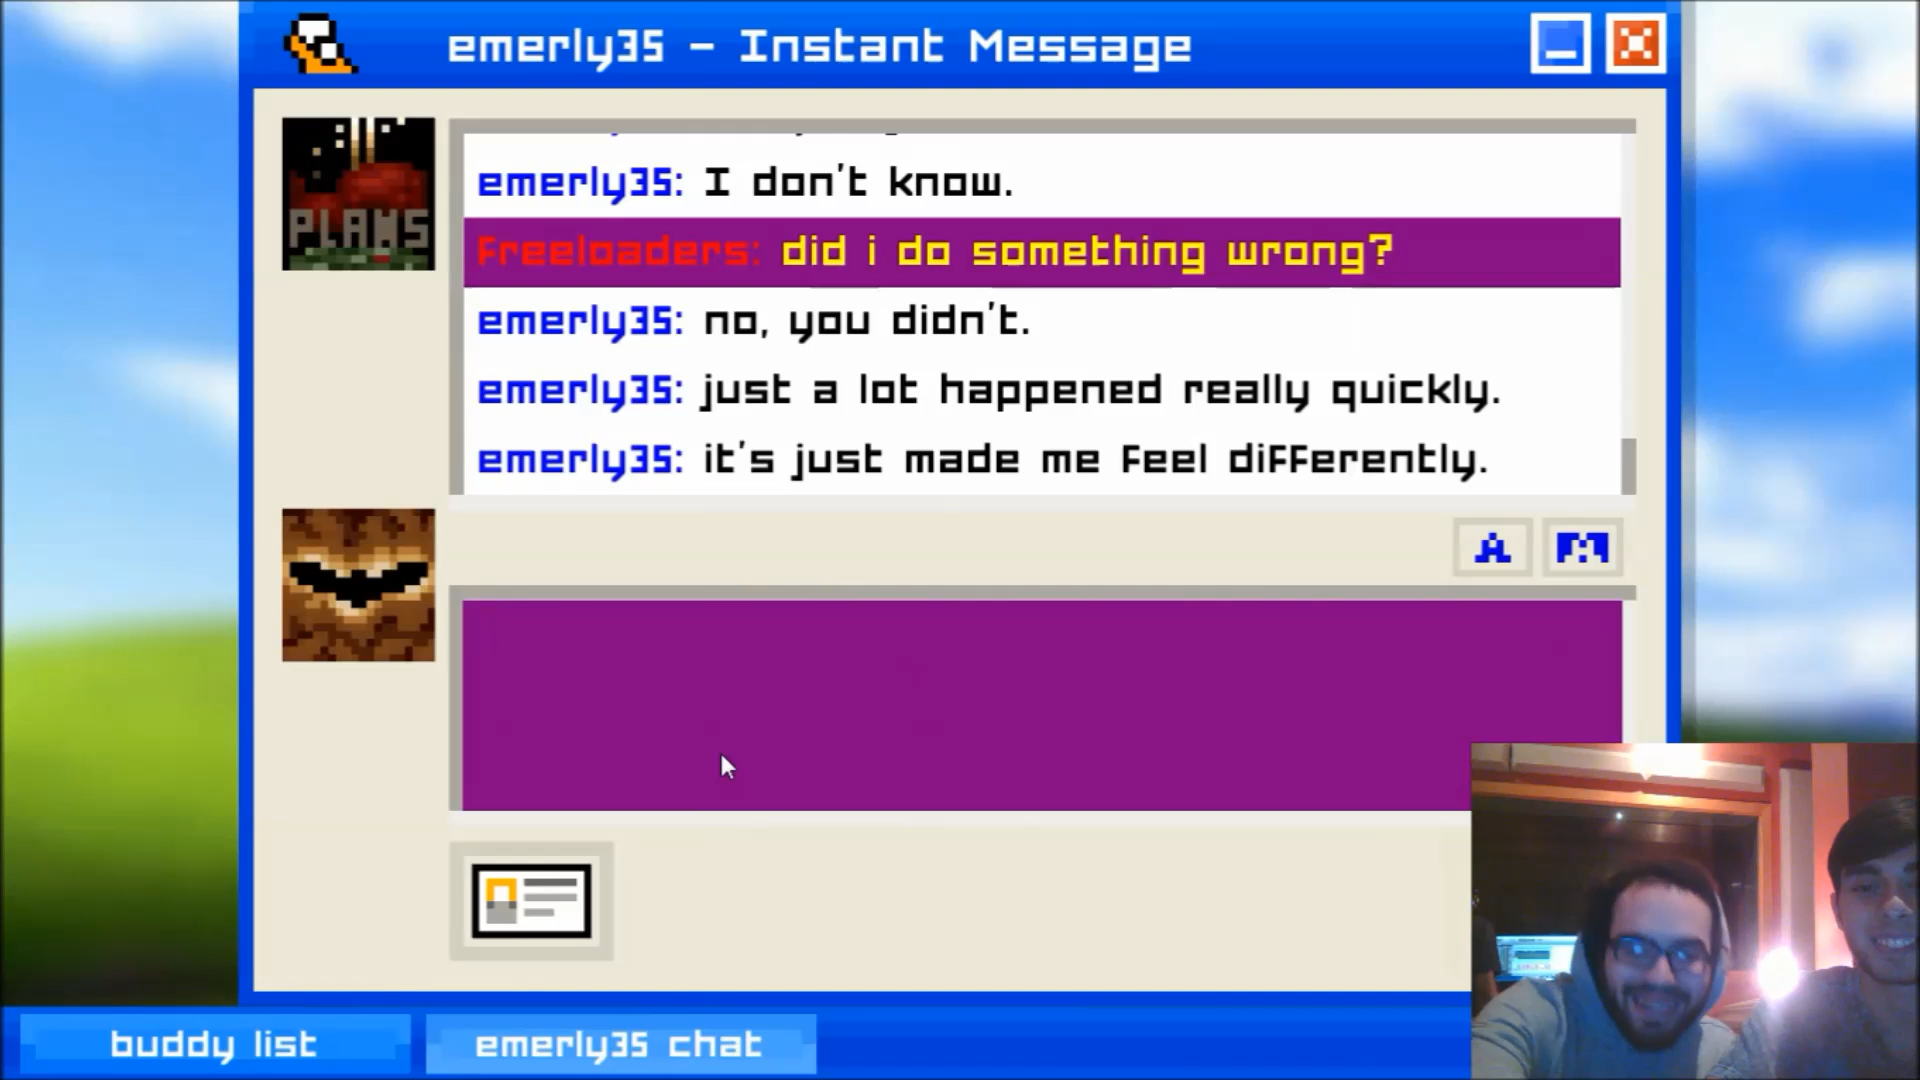 emerly35 - Instant Message
PLANS
emerly35: I don't know.
Freeloaders: did i do something wrong?
emerly35: no, you didn't.
emerly35: just a lot happened really quickly.
emerly35: it's just made me feel differently.
A
buddy list
emerly35 chat